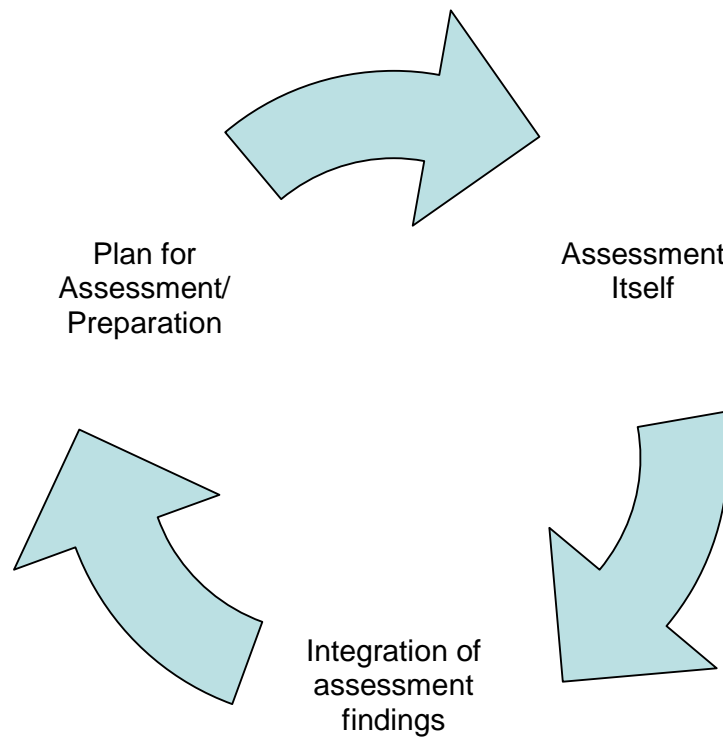 Plan for
Assessment/
Preparation
Assessment
Itself
Integration of
assessment
findings